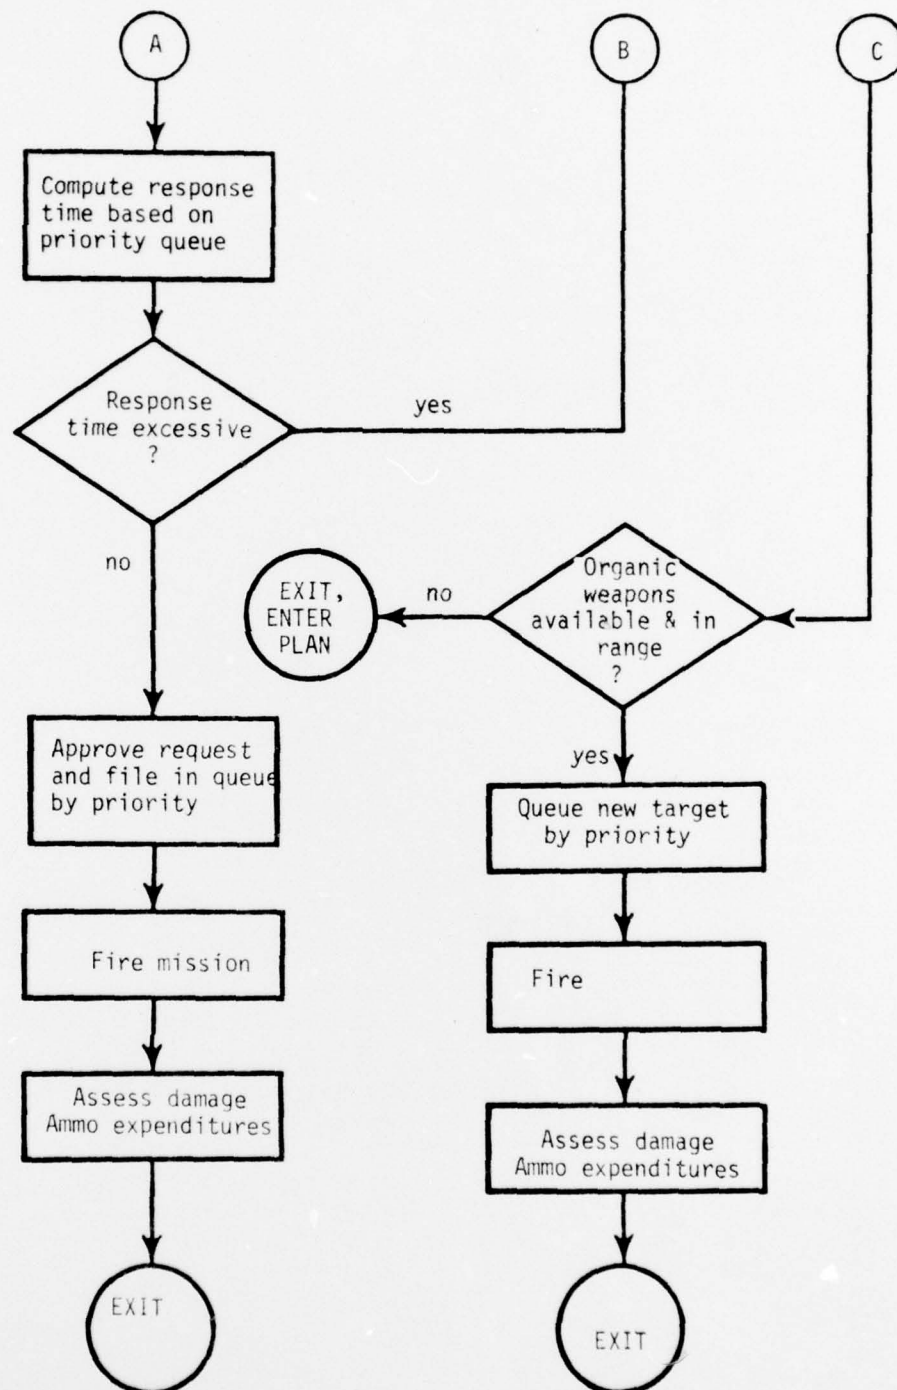 A
B
C
Compute response
time based on
priority queue
Response
time excessive
?
yes
no
Approve request
and file in queue
by priority
Fire mission
Assess damage
Ammo expenditures
EXIT
EXIT,
ENTER
PLAN
no
Organic
weapons
available & in
range
?
yes
Queue new target
by priority
Fire
Assess damage
Ammo expenditures
EXIT